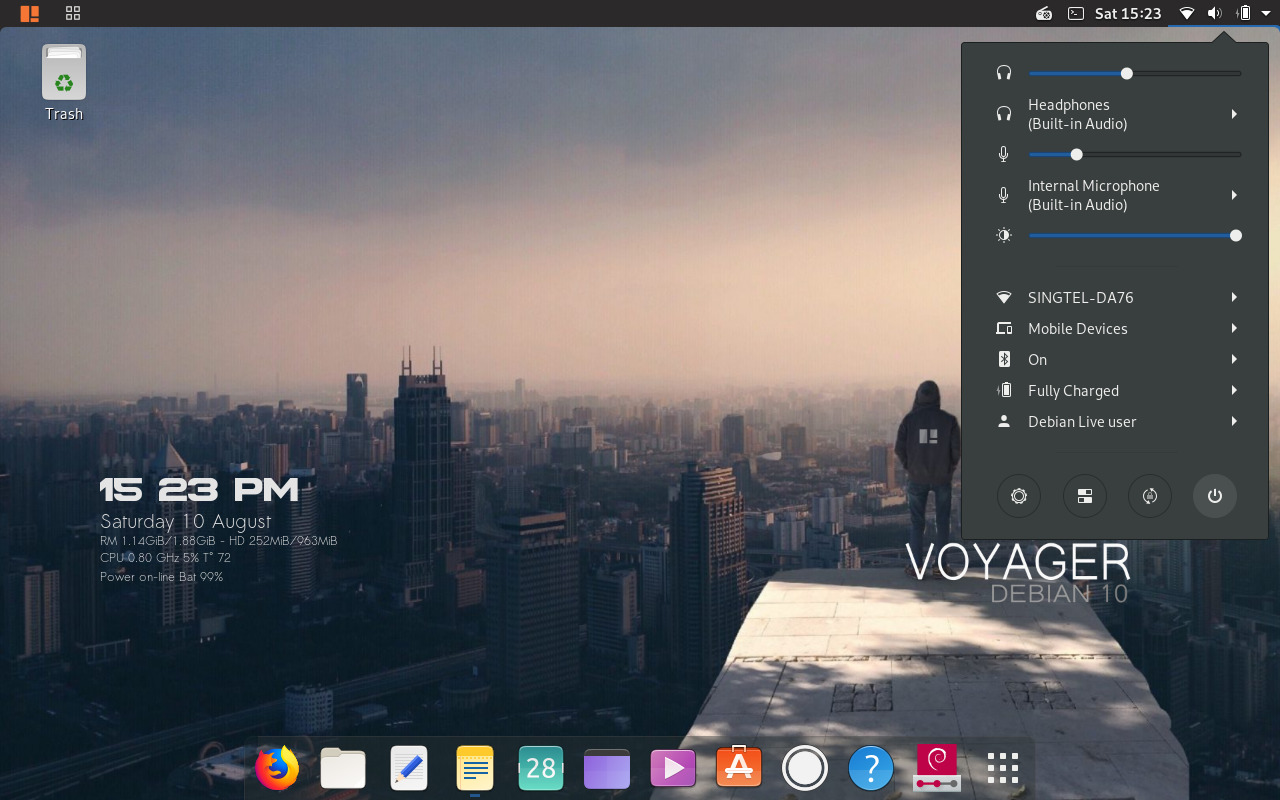 Sat 15:23
Trash
Headphones
(Built-in Audio)
Internal Microphone
(Built-in Audio)
SINGTEL-DA76
Mobile Devices
On
Fully Charged
Debian Live user
15 23 PM
Saturday 10 August
RM 1.14GiB/1.88GiB - HD 252MiB/963MiB
CPU 0.80 GHz 5% T° 72
Power on-line Bat 99%
VOYAGER
DEBIAN 10
28
?